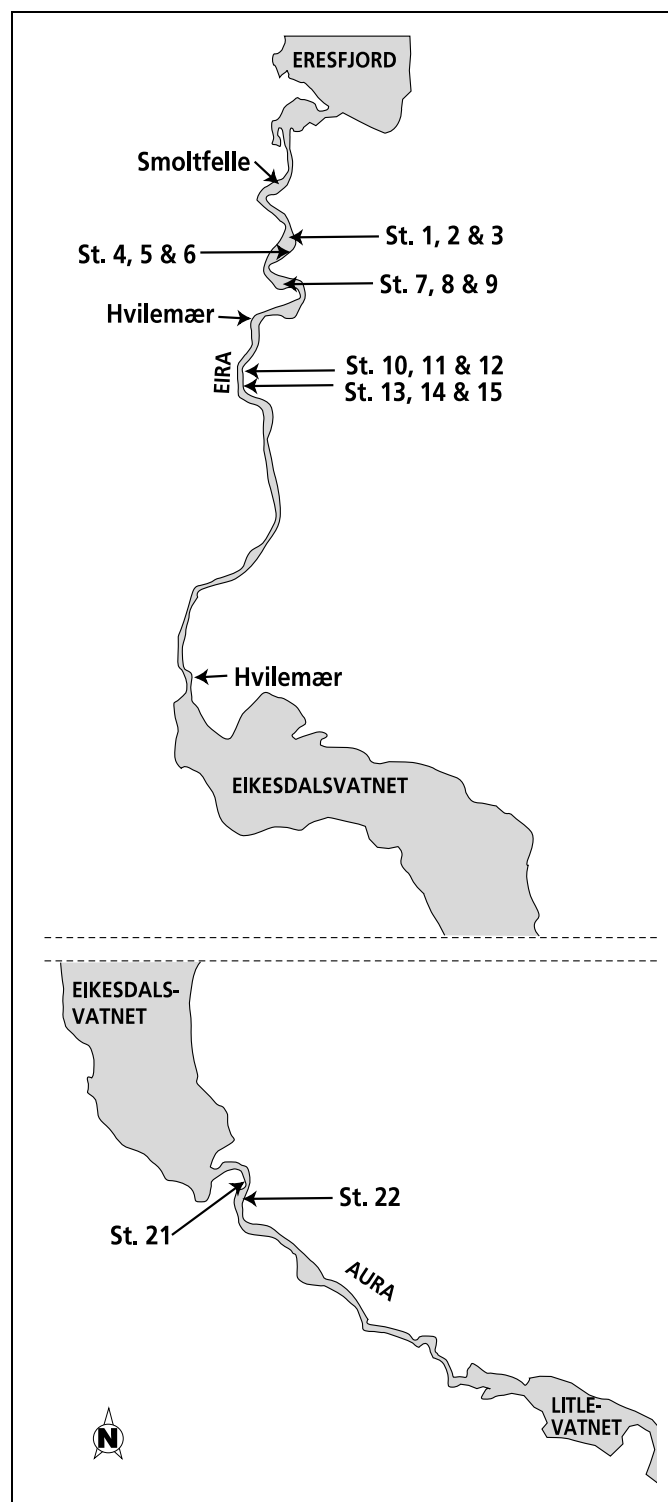 ERESFJORD
Smoltfelle
St. 1, 2 & 3
St. 4, 5 & 6
St. 7, 8 & 9
Hvilemær
EIRA
St. 10, 11 & 12
St. 13, 14 & 15
Hvilemær
EIKESDALSVATNET
EIKESDALS-
VATNET
St. 22
St. 21
AURA
LITLE-
VATNET
N